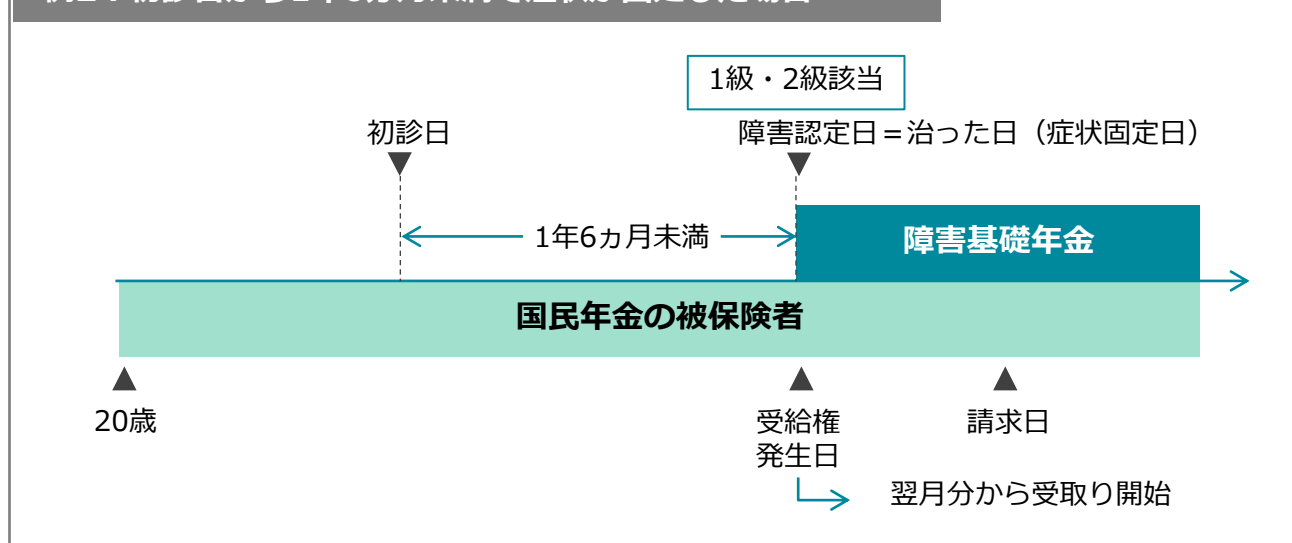 1級・2級該当
初診日
障害認定日=治った日（症状固定日）
1年6ヵ月未満
障害基礎年金
国民年金の被保険者
20歳
受給権
発生日
請求日
翌月分から受取り開始